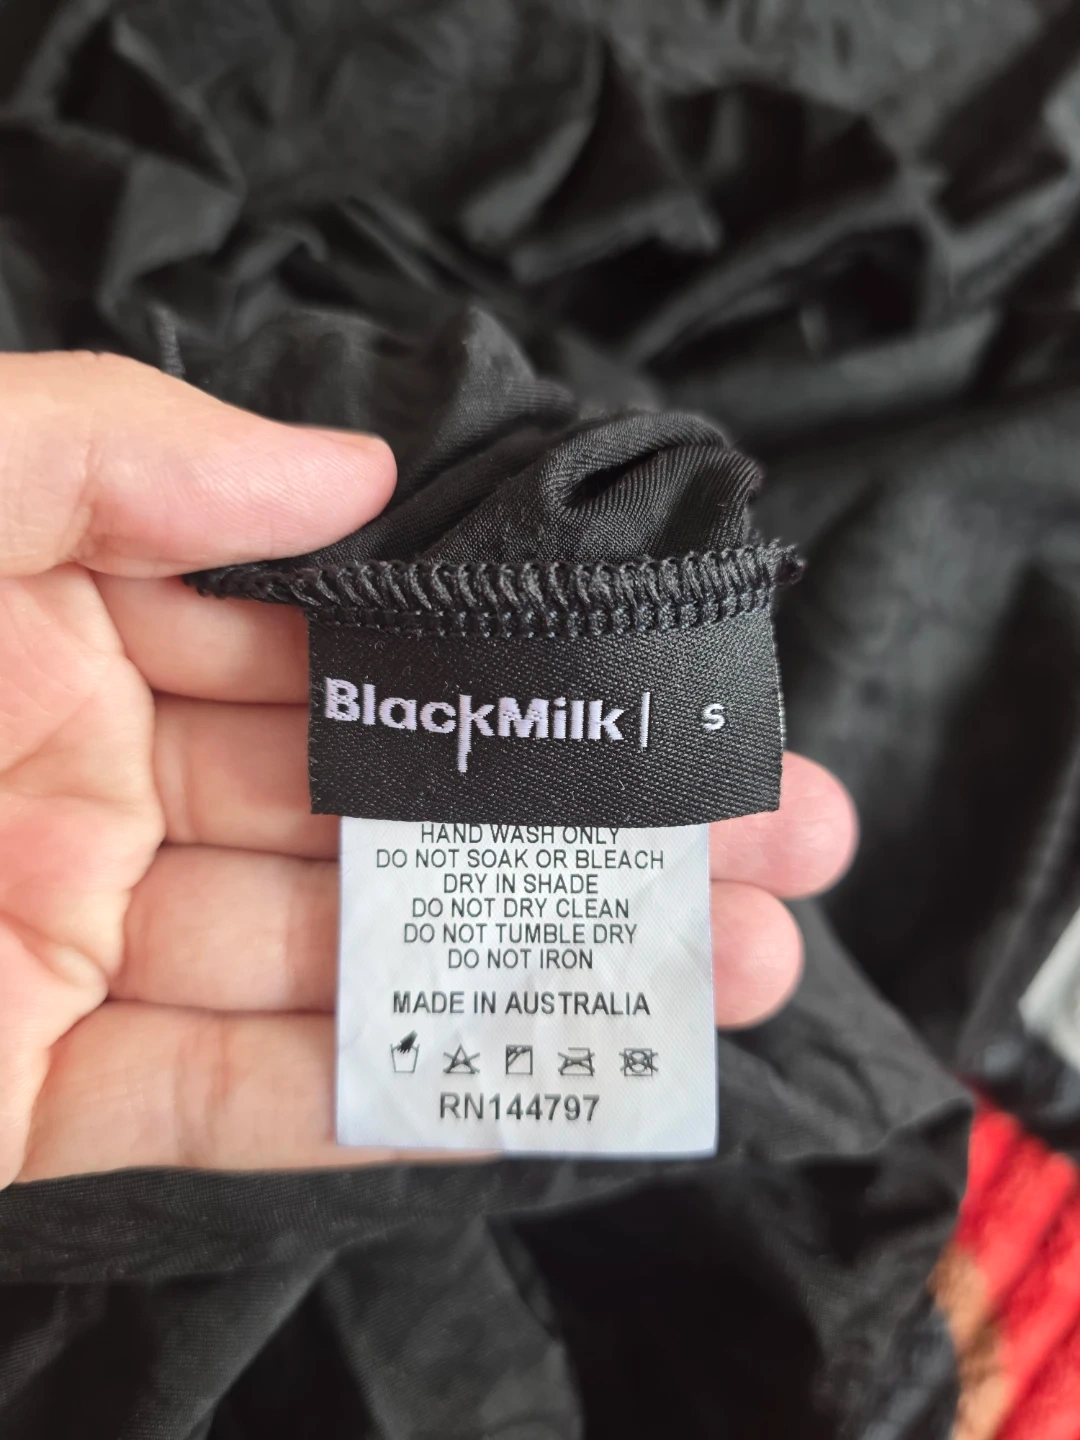 BlackMilk| S
HAND WASH ONLY
DO NOT SOAK OR BLEACH
DRY IN SHADE
DO NOT DRY CLEAN
DO NOT TUMBLE DRY
DO NOT IRON
MADE IN AUSTRALIA
RN144797